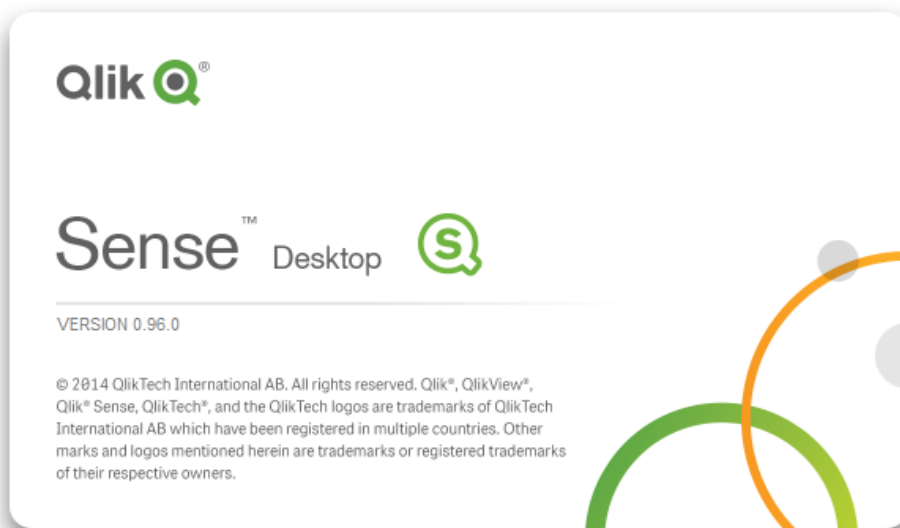 Qlik ®
Sense™ Desktop S
VERSION 0.96.0
© 2014 QlikTech International AB. All rights reserved. Qlik®, QlikView®,
Qlik® Sense, QlikTech®, and the QlikTech logos are trademarks of QlikTech
International AB which have been registered in multiple countries. Other
marks and logos mentioned herein are trademarks or registered trademarks
of their respective owners.